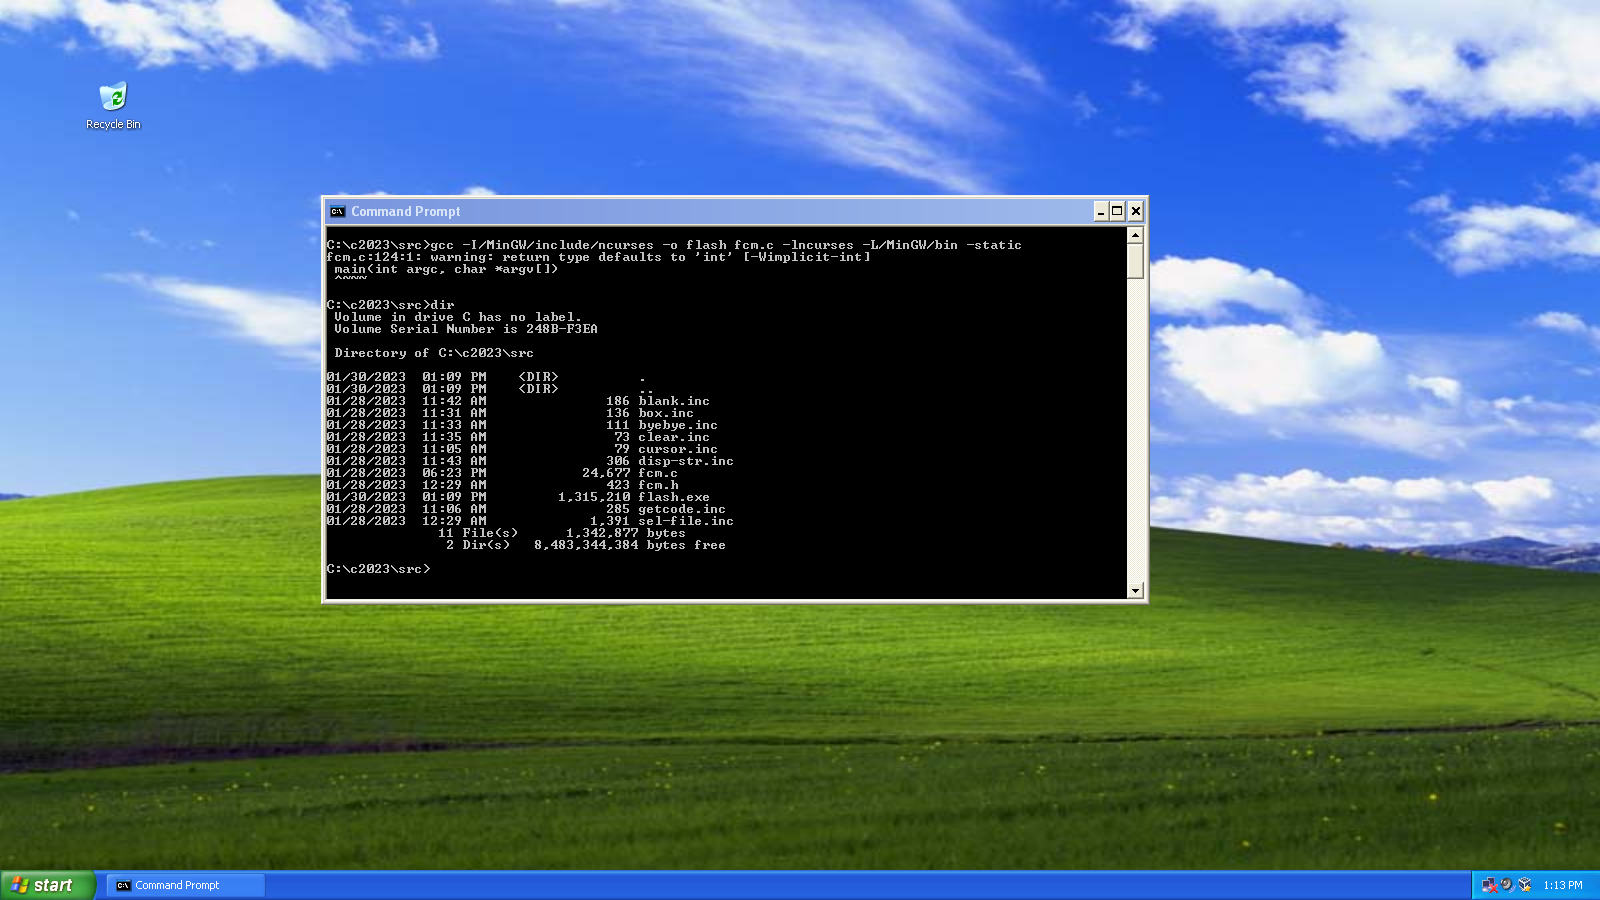 Recycle Bin
Command Prompt
C:\c2023\src>gcc -I/MinGW/include/ncurses -o flash fcm.c -lncurses -L/MinGW/bin -static
fcm.c:124:1: warning: return type defaults to 'int' [-Wimplicit-int]
 main(int argc, char *argv[])
 ^~~~
C:\c2023\src>dir
 Volume in drive C has no label.
 Volume Serial Number is 248B-F3EA
 Directory of C:\c2023\src
01/30/2023  01:09 PM    <DIR>          .
01/30/2023  01:09 PM    <DIR>          ..
01/28/2023  11:42 AM               186 blank.inc
01/28/2023  11:31 AM               136 box.inc
01/28/2023  11:33 AM               111 byebye.inc
01/28/2023  11:35 AM                73 clear.inc
01/28/2023  11:05 AM                79 cursor.inc
01/28/2023  11:43 AM               306 disp-str.inc
01/28/2023  06:23 PM            24,677 fcm.c
01/28/2023  12:29 AM               423 fcm.h
01/30/2023  01:09 PM         1,315,210 flash.exe
01/28/2023  11:06 AM               285 getcode.inc
01/28/2023  12:29 AM             1,391 sel-file.inc
              11 File(s)      1,342,877 bytes
               2 Dir(s)   8,483,344,384 bytes free
C:\c2023\src>
start
Command Prompt
1:13 PM